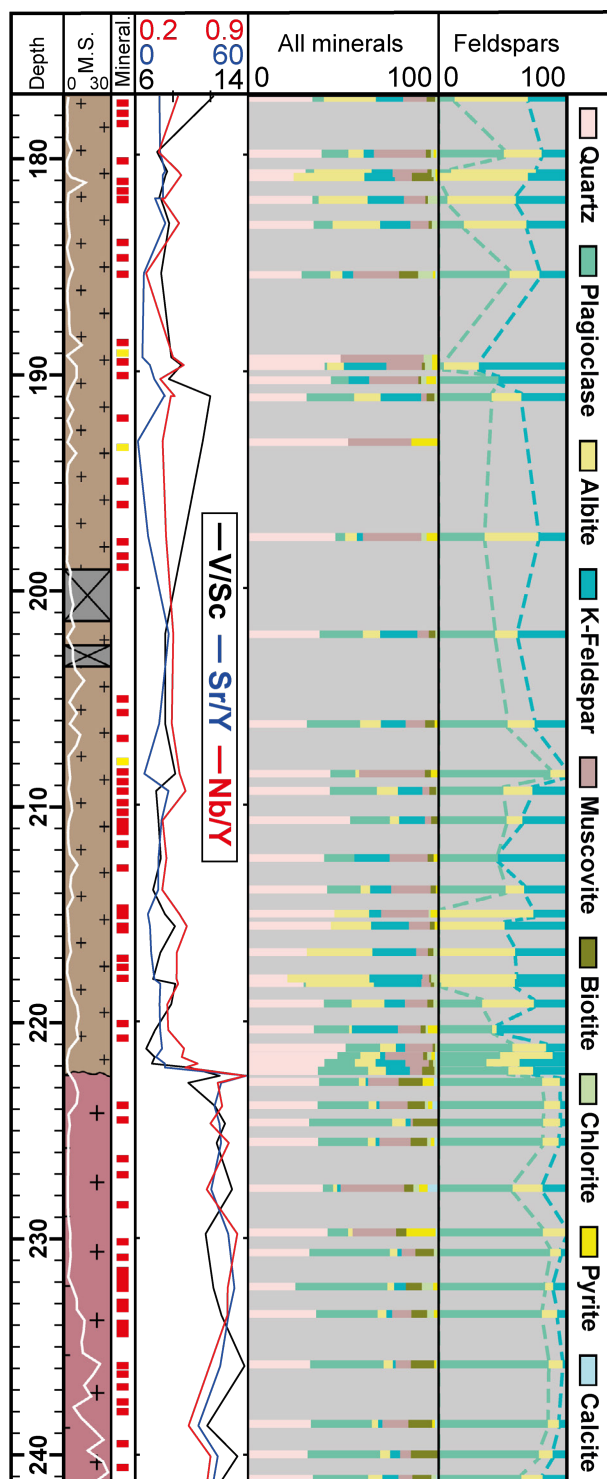 Depth
M.S.
0 30
Mineral.
0.2 0.9
0 60
6 14
All minerals
0 100
Feldspars
0 100
180
190
200
210
220
230
240
V/Sc Sr/Y Nb/Y
Quartz
Plagioclase
Albite
K-Feldspar
Muscovite
Biotite
Chlorite
Pyrite
Calcite